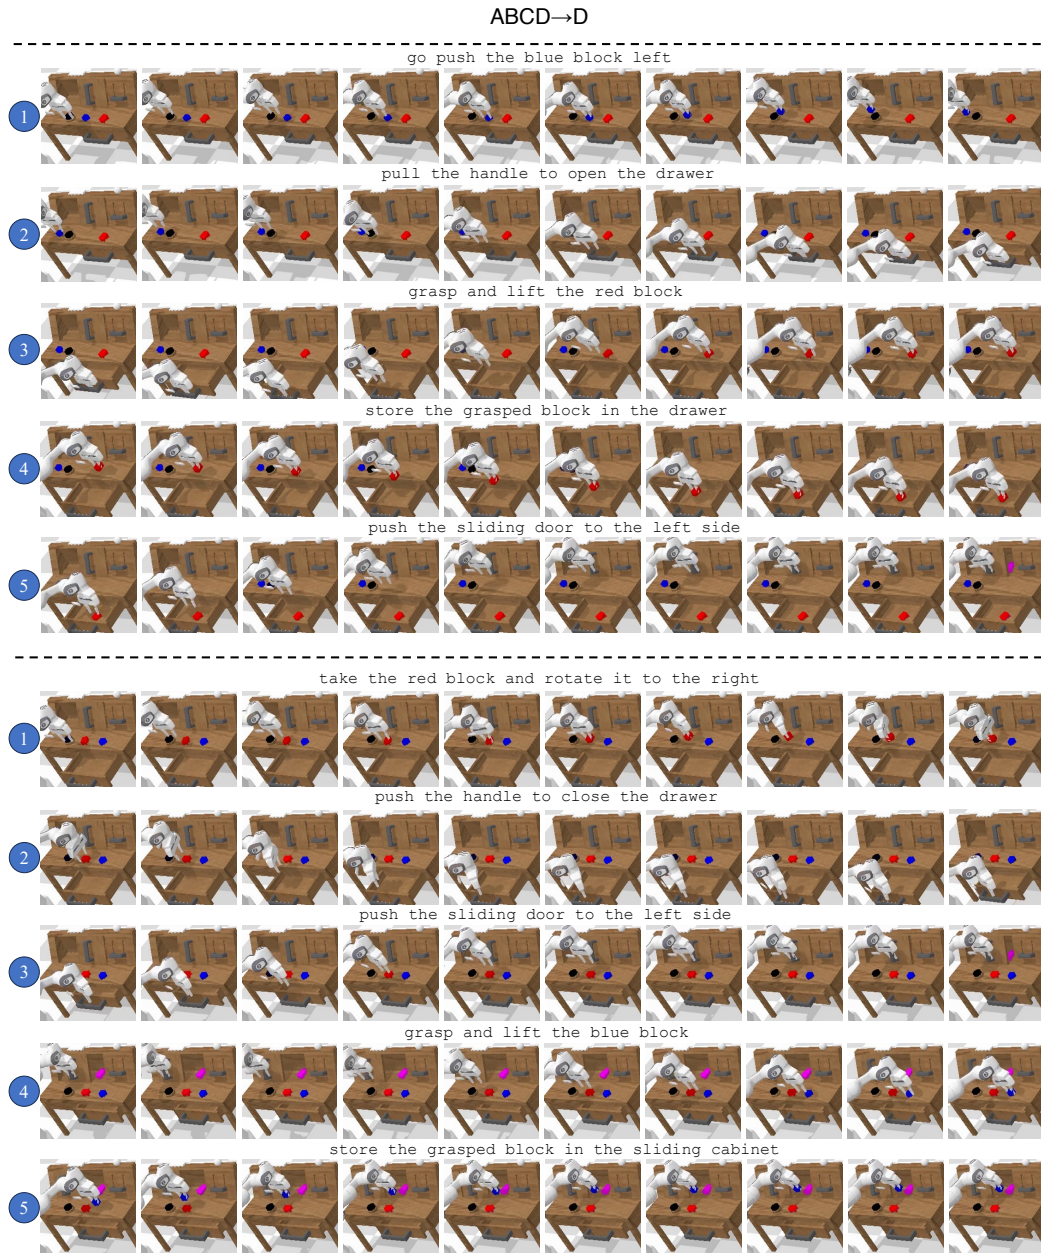 ABCD→D
go push the blue block left
1
pull the handle to open the drawer
2
grasp and lift the red block
3
store the grasped block in the drawer
4
push the sliding door to the left side
5
take the red block and rotate it to the right
1
push the handle to close the drawer
2
push the sliding door to the left side
3
grasp and lift the blue block
4
store the grasped block in the sliding cabinet
5